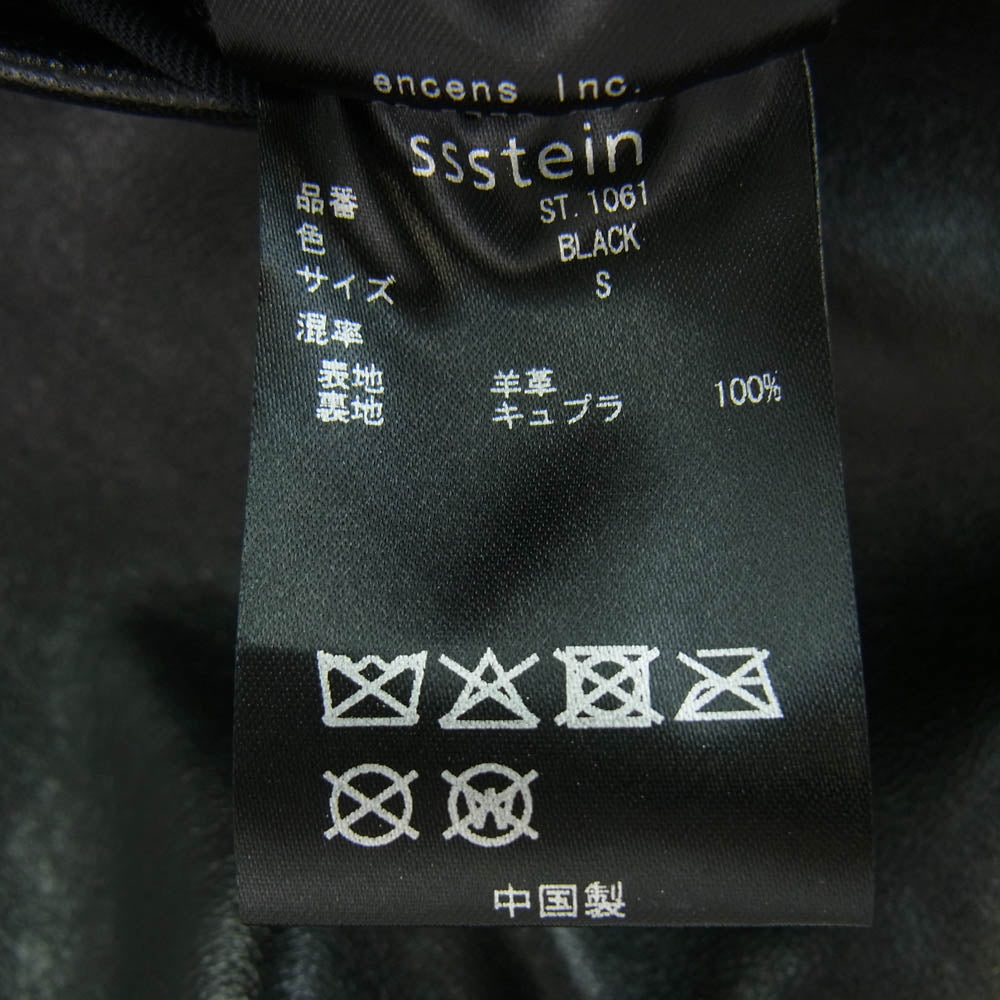 encens Inc.
ssstein
品番 ST.1061
色 BLACK
サイズ S
混率
表地 羊革 100%
裏地 キュプラ
中国製